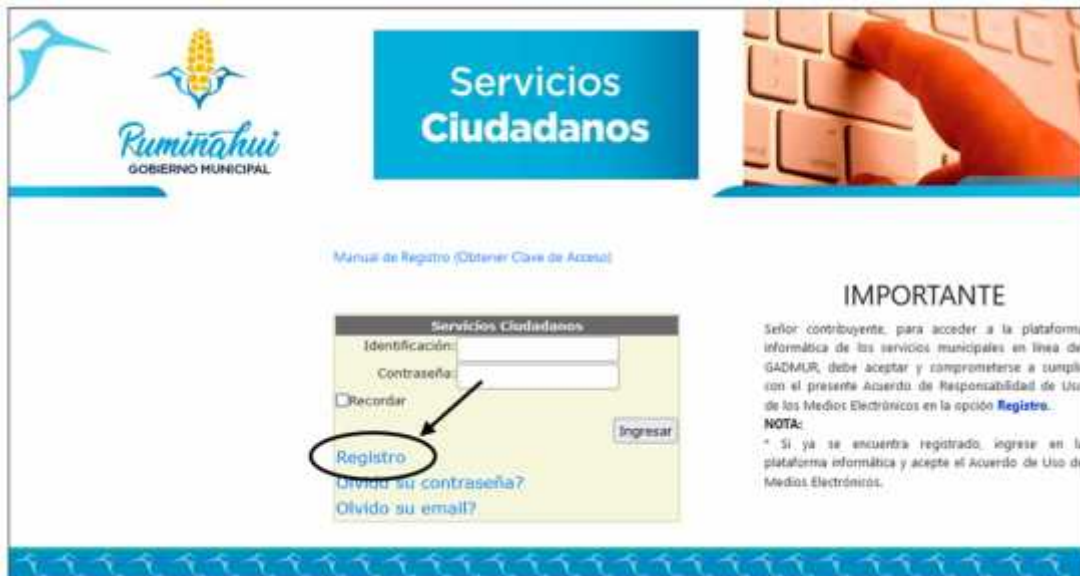 Rumiñahui
GOBIERNO MUNICIPAL
Servicios
Ciudadanos
Manual de Registro (Obtener Clave de Acceso)
Servicios Ciudadanos
Identificación:
Contraseña:
Recordar
Ingresar
Registro
Olvido su contraseña?
Olvido su email?
IMPORTANTE
Señor contribuyente, para acceder a la plataforma
informática de los servicios municipales en línea de
GADMUR, debe aceptar y comprometerse a cumpli
con el presente Acuerdo de Responsabilidad de Uso
de los Medios Electrónicos en la opción Registro.
NOTA:
* Si ya se encuentra registrado, ingrese en la
plataforma informática y acepte el Acuerdo de Uso de
Medios Electrónicos.